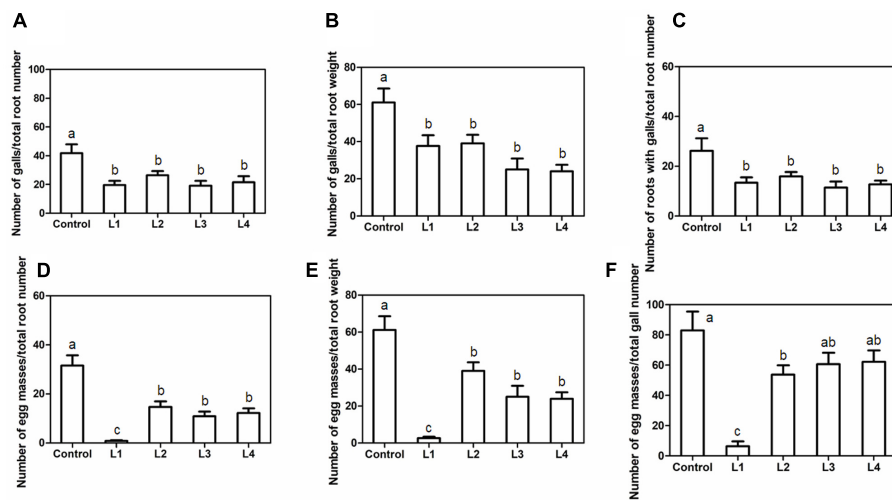 A
Number of galls/total root number
100
80
60
40
20
0
a
b
b
b
b
Control L1 L2 L3 L4
B
Number of galls/total root weight
80
60
40
20
0
a
b
b
b
b
Control L1 L2 L3 L4
C
Number of roots with galls/total root number
60
40
20
0
a
b
b
b
b
Control L1 L2 L3 L4
D
Number of egg masses/total root number
60
40
20
0
a
c
b
b
b
Control L1 L2 L3 L4
E
Number of egg masses/total root weight
80
60
40
20
0
a
c
b
b
b
Control L1 L2 L3 L4
F
Number of egg masses/total gall number
100
80
60
40
20
0
a
c
b
ab
ab
Control L1 L2 L3 L4